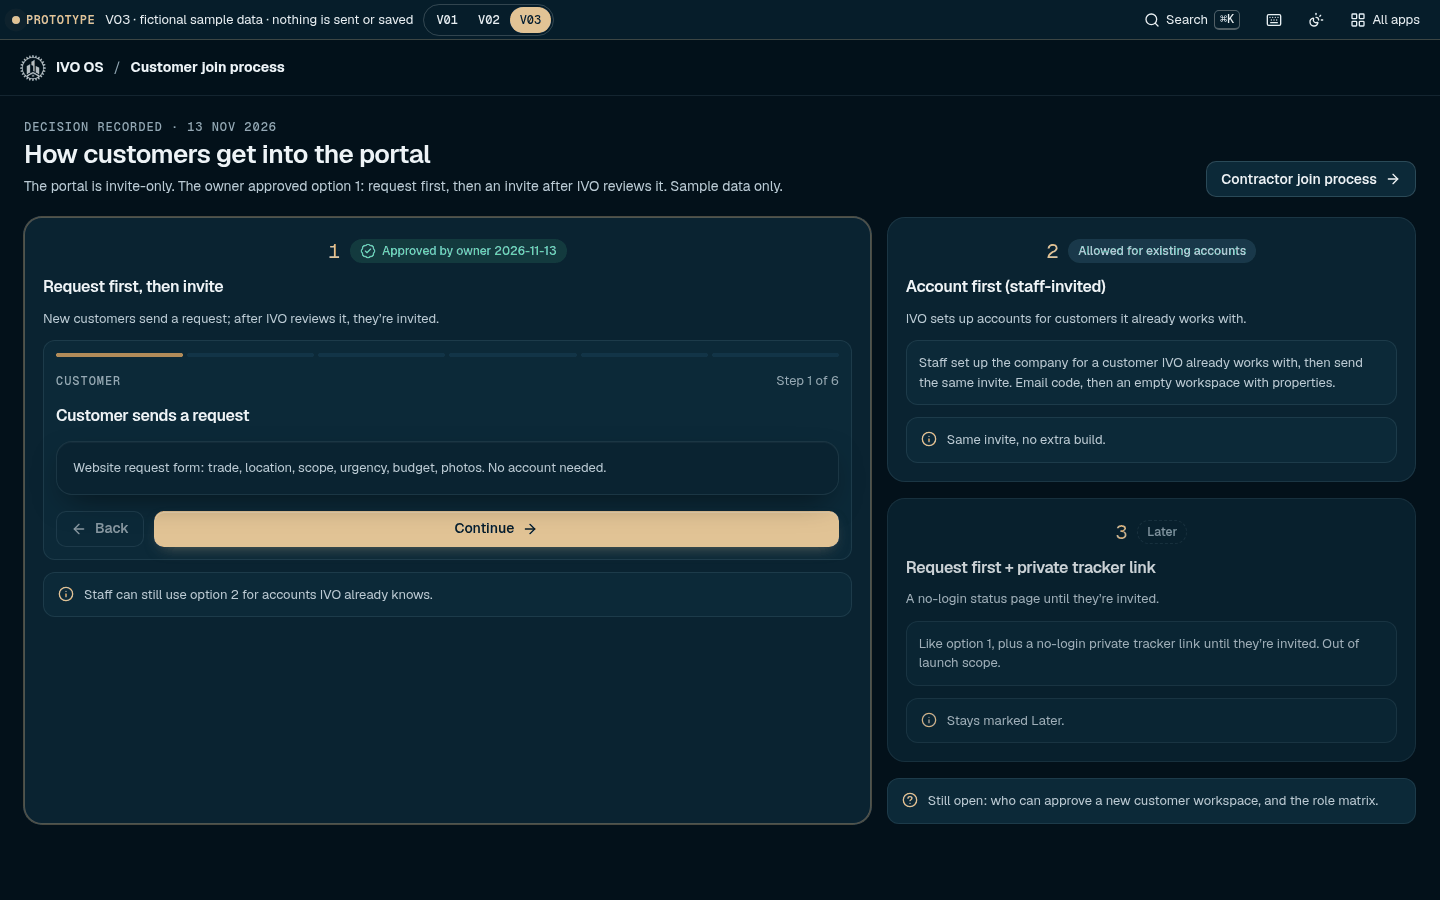 PROTOTYPE V03 · fictional sample data · nothing is sent or saved V01 V02 V03 Search ⌘K All apps
IVO OS / Customer join process
DECISION RECORDED · 13 NOV 2026
How customers get into the portal
The portal is invite-only. The owner approved option 1: request first, then an invite after IVO reviews it. Sample data only.
Contractor join process
1 Approved by owner 2026-11-13
Request first, then invite
New customers send a request; after IVO reviews it, they're invited.
CUSTOMER Step 1 of 6
Customer sends a request
Website request form: trade, location, scope, urgency, budget, photos. No account needed.
Back Continue
Staff can still use option 2 for accounts IVO already knows.
2 Allowed for existing accounts
Account first (staff-invited)
IVO sets up accounts for customers it already works with.
Staff set up the company for a customer IVO already works with, then send
the same invite. Email code, then an empty workspace with properties.
Same invite, no extra build.
3 Later
Request first + private tracker link
A no-login status page until they're invited.
Like option 1, plus a no-login private tracker link until they're invited. Out of
launch scope.
Stays marked Later.
Still open: who can approve a new customer workspace, and the role matrix.